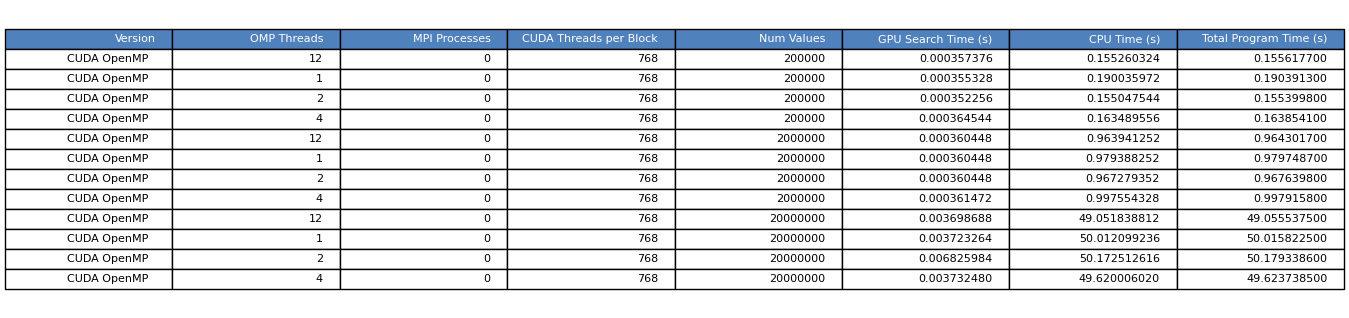 Version OMP Threads MPI Processes CUDA Threads per Block Num Values GPU Search Time (s) CPU Time (s) Total Program Time (s)
CUDA OpenMP 12 0 768 200000 0.000357376 0.155260324 0.155617700
CUDA OpenMP 1 0 768 200000 0.000355328 0.190035972 0.190391300
CUDA OpenMP 2 0 768 200000 0.000352256 0.155047544 0.155399800
CUDA OpenMP 4 0 768 200000 0.000364544 0.163489556 0.163854100
CUDA OpenMP 12 0 768 2000000 0.000360448 0.963941252 0.964301700
CUDA OpenMP 1 0 768 2000000 0.000360448 0.979388252 0.979748700
CUDA OpenMP 2 0 768 2000000 0.000360448 0.967279352 0.967639800
CUDA OpenMP 4 0 768 2000000 0.000361472 0.997554328 0.997915800
CUDA OpenMP 12 0 768 20000000 0.003698688 49.051838812 49.055537500
CUDA OpenMP 1 0 768 20000000 0.003723264 50.012099236 50.015822500
CUDA OpenMP 2 0 768 20000000 0.006825984 50.172512616 50.179338600
CUDA OpenMP 4 0 768 20000000 0.003732480 49.620006020 49.623738500